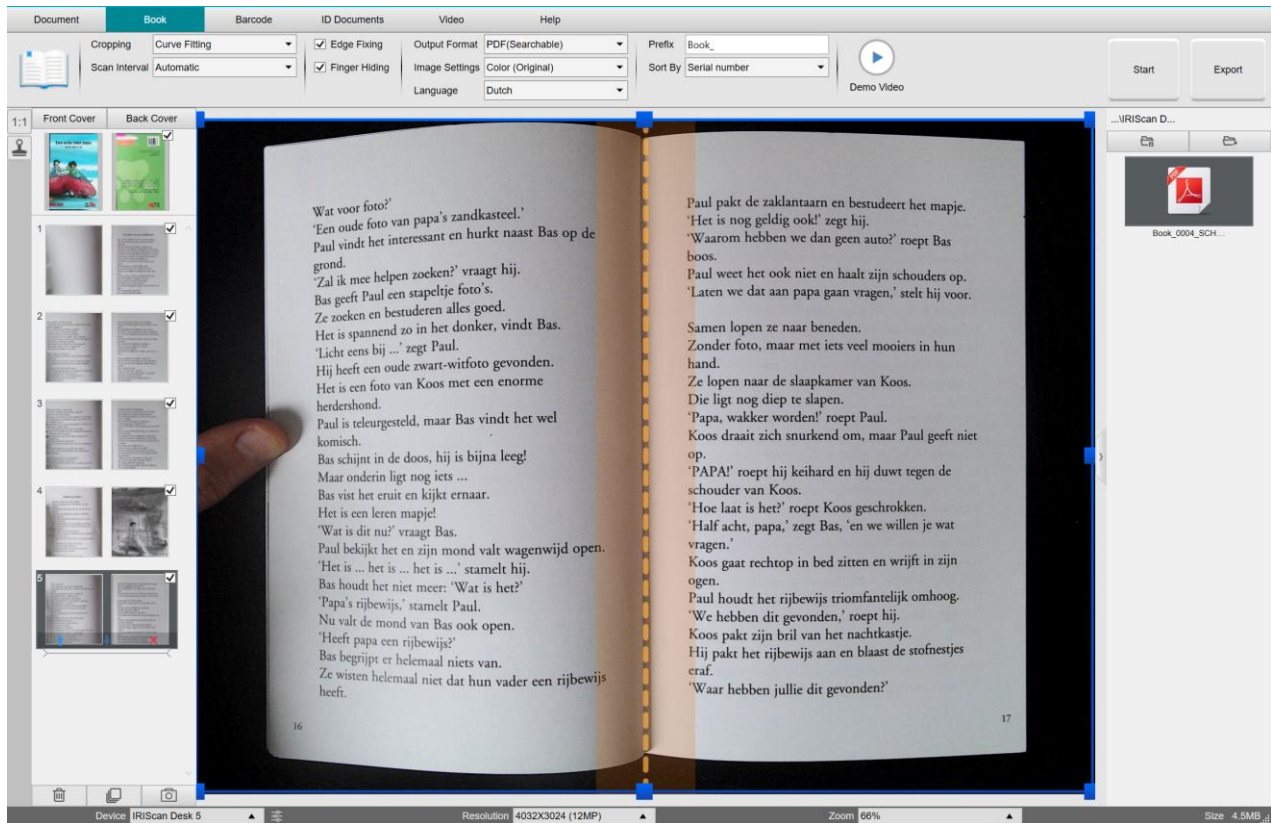 Document
Book
Barcode
ID Documents
Video
Help
Cropping Curve Fitting
Scan Interval Automatic
Edge Fixing
Finger Hiding
Output Format PDF(Searchable)
Image Settings Color (Original)
Language Dutch
Prefix Book_
Sort By Serial number
Demo Video
Start
Export
1:1
Front Cover
Back Cover
1
2
3
4
5
Wat voor foto?'
'Een oude foto van papa's zandkasteel.'
Paul vindt het interessant en hurkt naast Bas op de
grond.
'Zal ik mee helpen zoeken?' vraagt hij.
Bas geeft Paul een stapeltje foto's.
Ze zoeken en bestuderen alles goed.
Het is spannend zo in het donker, vindt Bas.
'Licht eens bij ...' zegt Paul.
Hij heeft een oude zwart-witfoto gevonden.
Het is een foto van Koos met een enorme
herdershond.
Paul is teleurgesteld, maar Bas vindt het wel
komisch.
Bas schijnt in de doos, hij is bijna leeg!
Maar onderin ligt nog iets ...
Bas vist het eruit en kijkt ernaar.
Het is een leren mapje!
'Wat is dit nu?' vraagt Bas.
Paul bekijkt het en zijn mond valt wagenwijd open.
'Het is ... het is ... het is ...' stamelt hij.
Bas houdt het niet meer: 'Wat is het?'
'Papa's rijbewijs,' stamelt Paul.
Nu valt de mond van Bas ook open.
'Heeft papa een rijbewijs?'
Bas begrijpt er helemaal niets van.
Ze wisten helemaal niet dat hun vader een rijbewijs
heeft.
16
Paul pakt de zaklantaarn en bestudeert het mapje.
'Het is nog geldig ook!' zegt hij.
'Waarom hebben we dan geen auto?' roept Bas
boos.
Paul weet het ook niet en haalt zijn schouders op.
'Laten we dat aan papa gaan vragen,' stelt hij voor.
Samen lopen ze naar beneden.
Zonder foto, maar met iets veel mooiers in hun
hand.
Ze lopen naar de slaapkamer van Koos.
Die ligt nog diep te slapen.
'Papa, wakker worden!' roept Paul.
Koos draait zich snurkend om, maar Paul geeft niet
op.
'PAPA!' roept hij keihard en hij duwt tegen de
schouder van Koos.
'Hoe laat is het?' roept Koos geschrokken.
'Half acht, papa,' zegt Bas, 'en we willen je wat
vragen.'
Koos gaat rechtop in bed zitten en wrijft in zijn
ogen.
Paul houdt het rijbewijs triomfantelijk omhoog.
'We hebben dit gevonden,' roept hij.
Koos pakt zijn bril van het nachtkastje.
Hij pakt het rijbewijs aan en blaast de stofnestjes
eraf.
'Waar hebben jullie dit gevonden?'
17
...\IRIScan D...
Book_0004_SCH....
Device IRIScan Desk 5
Resolution 4032X3024 (12MP)
Zoom 66%
Size 4.5MB